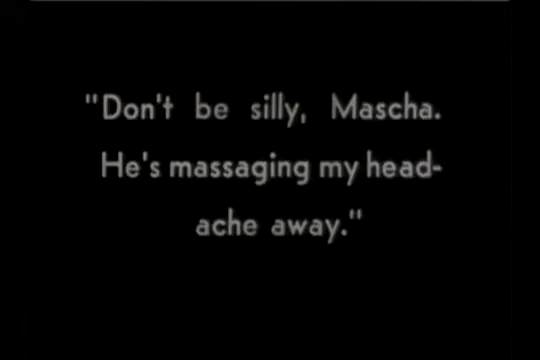 "Don't be silly, Mascha.
He's massaging my head-
ache away."